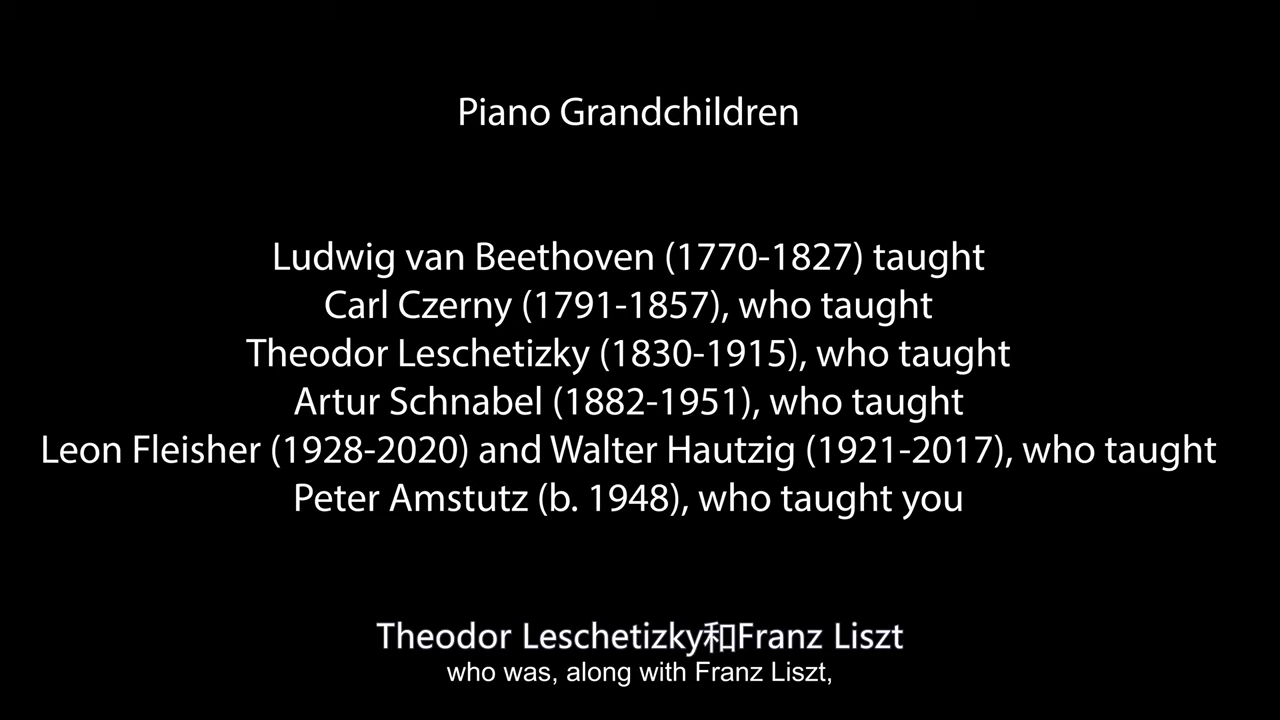 Piano Grandchildren
Ludwig van Beethoven (1770-1827) taught
Carl Czerny (1791-1857), who taught
Theodor Leschetizky (1830-1915), who taught
Artur Schnabel (1882-1951), who taught
Leon Fleisher (1928-2020) and Walter Hautzig (1921-2017), who taught
Peter Amstutz (b. 1948), who taught you
Theodor Leschetizky和Franz Liszt
who was, along with Franz Liszt,